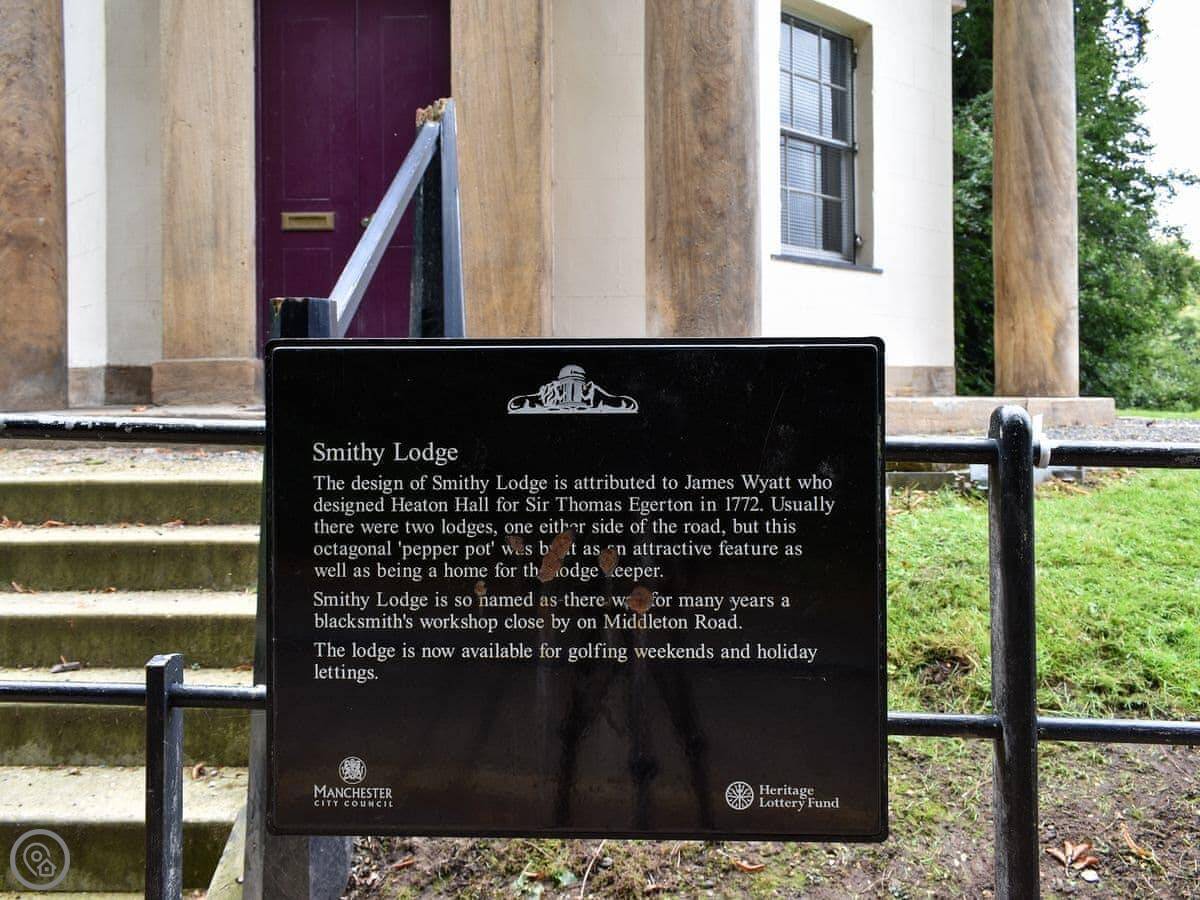 Smithy Lodge
The design of Smithy Lodge is attributed to James Wyatt who
designed Heaton Hall for Sir Thomas Egerton in 1772. Usually
there were two lodges, one either side of the road, but this
octagonal 'pepper pot' was built as an attractive feature as
well as being a home for the lodge keeper.
Smithy Lodge is so named as there was for many years a
blacksmith's workshop close by on Middleton Road.
The lodge is now available for golfing weekends and holiday
lettings.
MANCHESTER
CITY COUNCIL
Heritage
Lottery Fund